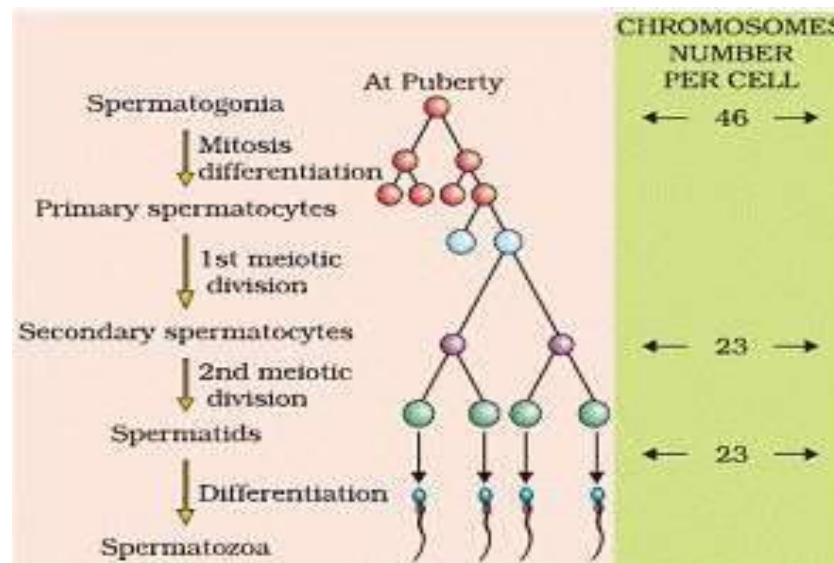 CHROMOSOMES
NUMBER
PER CELL
At Puberty
Spermatogonia
46
Mitosis
differentiation
Primary spermatocytes
1st meiotic
division
Secondary spermatocytes
23
2nd meiotic
division
Spermatids
23
Differentiation
Spermatozoa